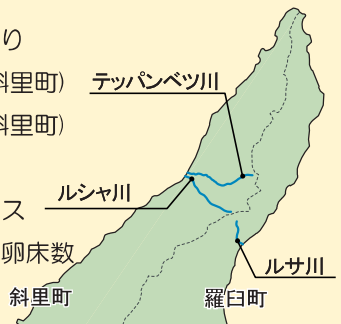 り
斜里町)
テッパンベツ川
斜里町)
ルシャ川
ス
卵床数
ルサ川
斜里町
羅臼町